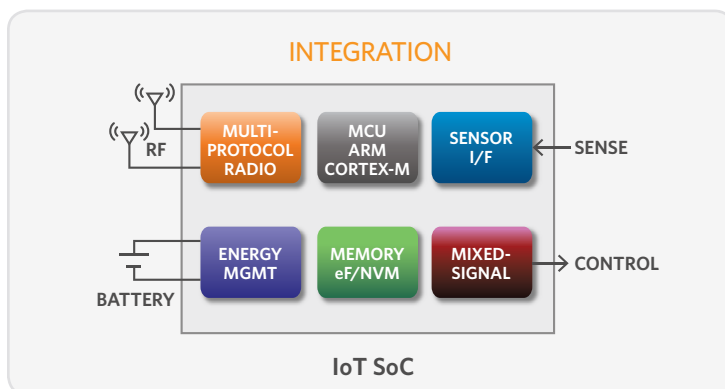 INTEGRATION
MULTI-
PROTOCOL
RADIO
MCU
ARM
CORTEX-M
SENSOR
I/F
RF
SENSE
ENERGY
MGMT
MEMORY
eF/NVM
MIXED-
SIGNAL
CONTROL
BATTERY
IoT SoC